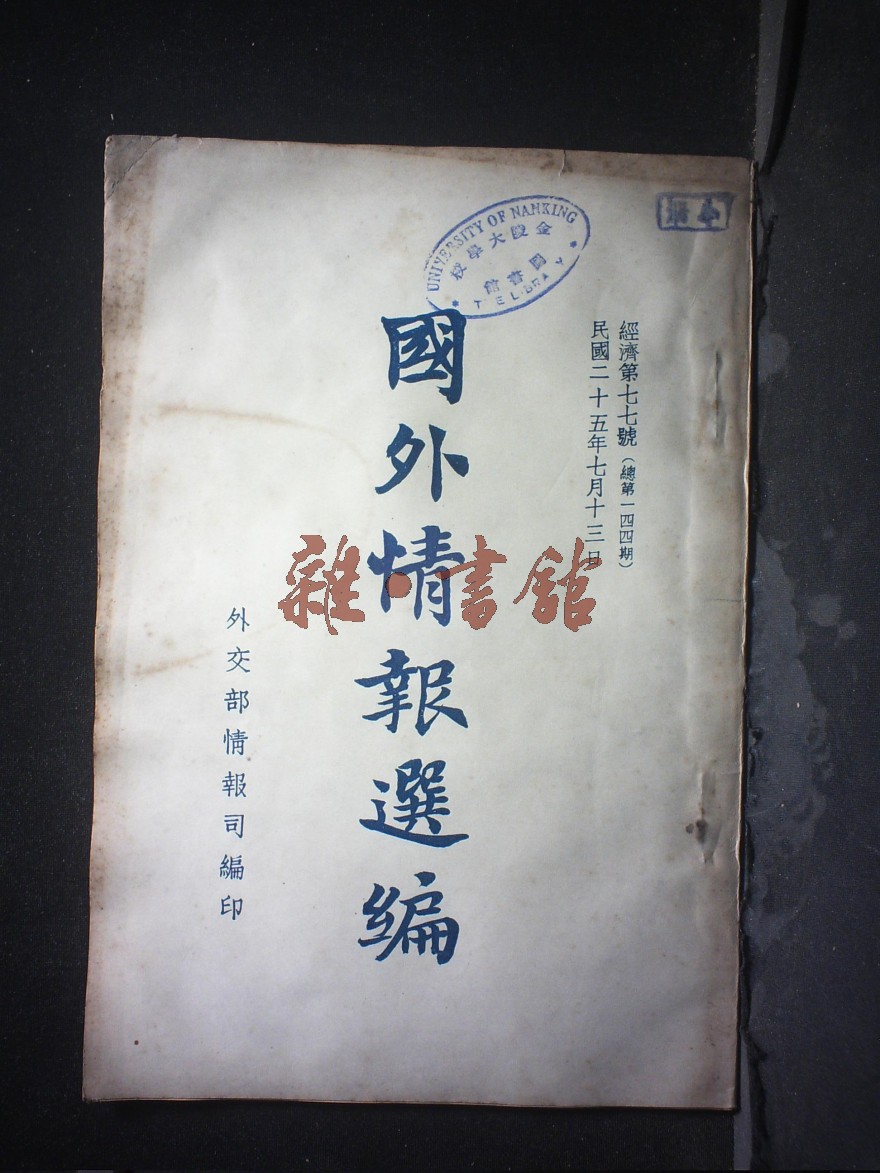 經濟第七七號（總第一四四期）
民國二十五年七月十三日
國外情報選編
外交部情報司編印
UNIVERSITY OF NANKING
金陵大學校
圖書館
雜·書館